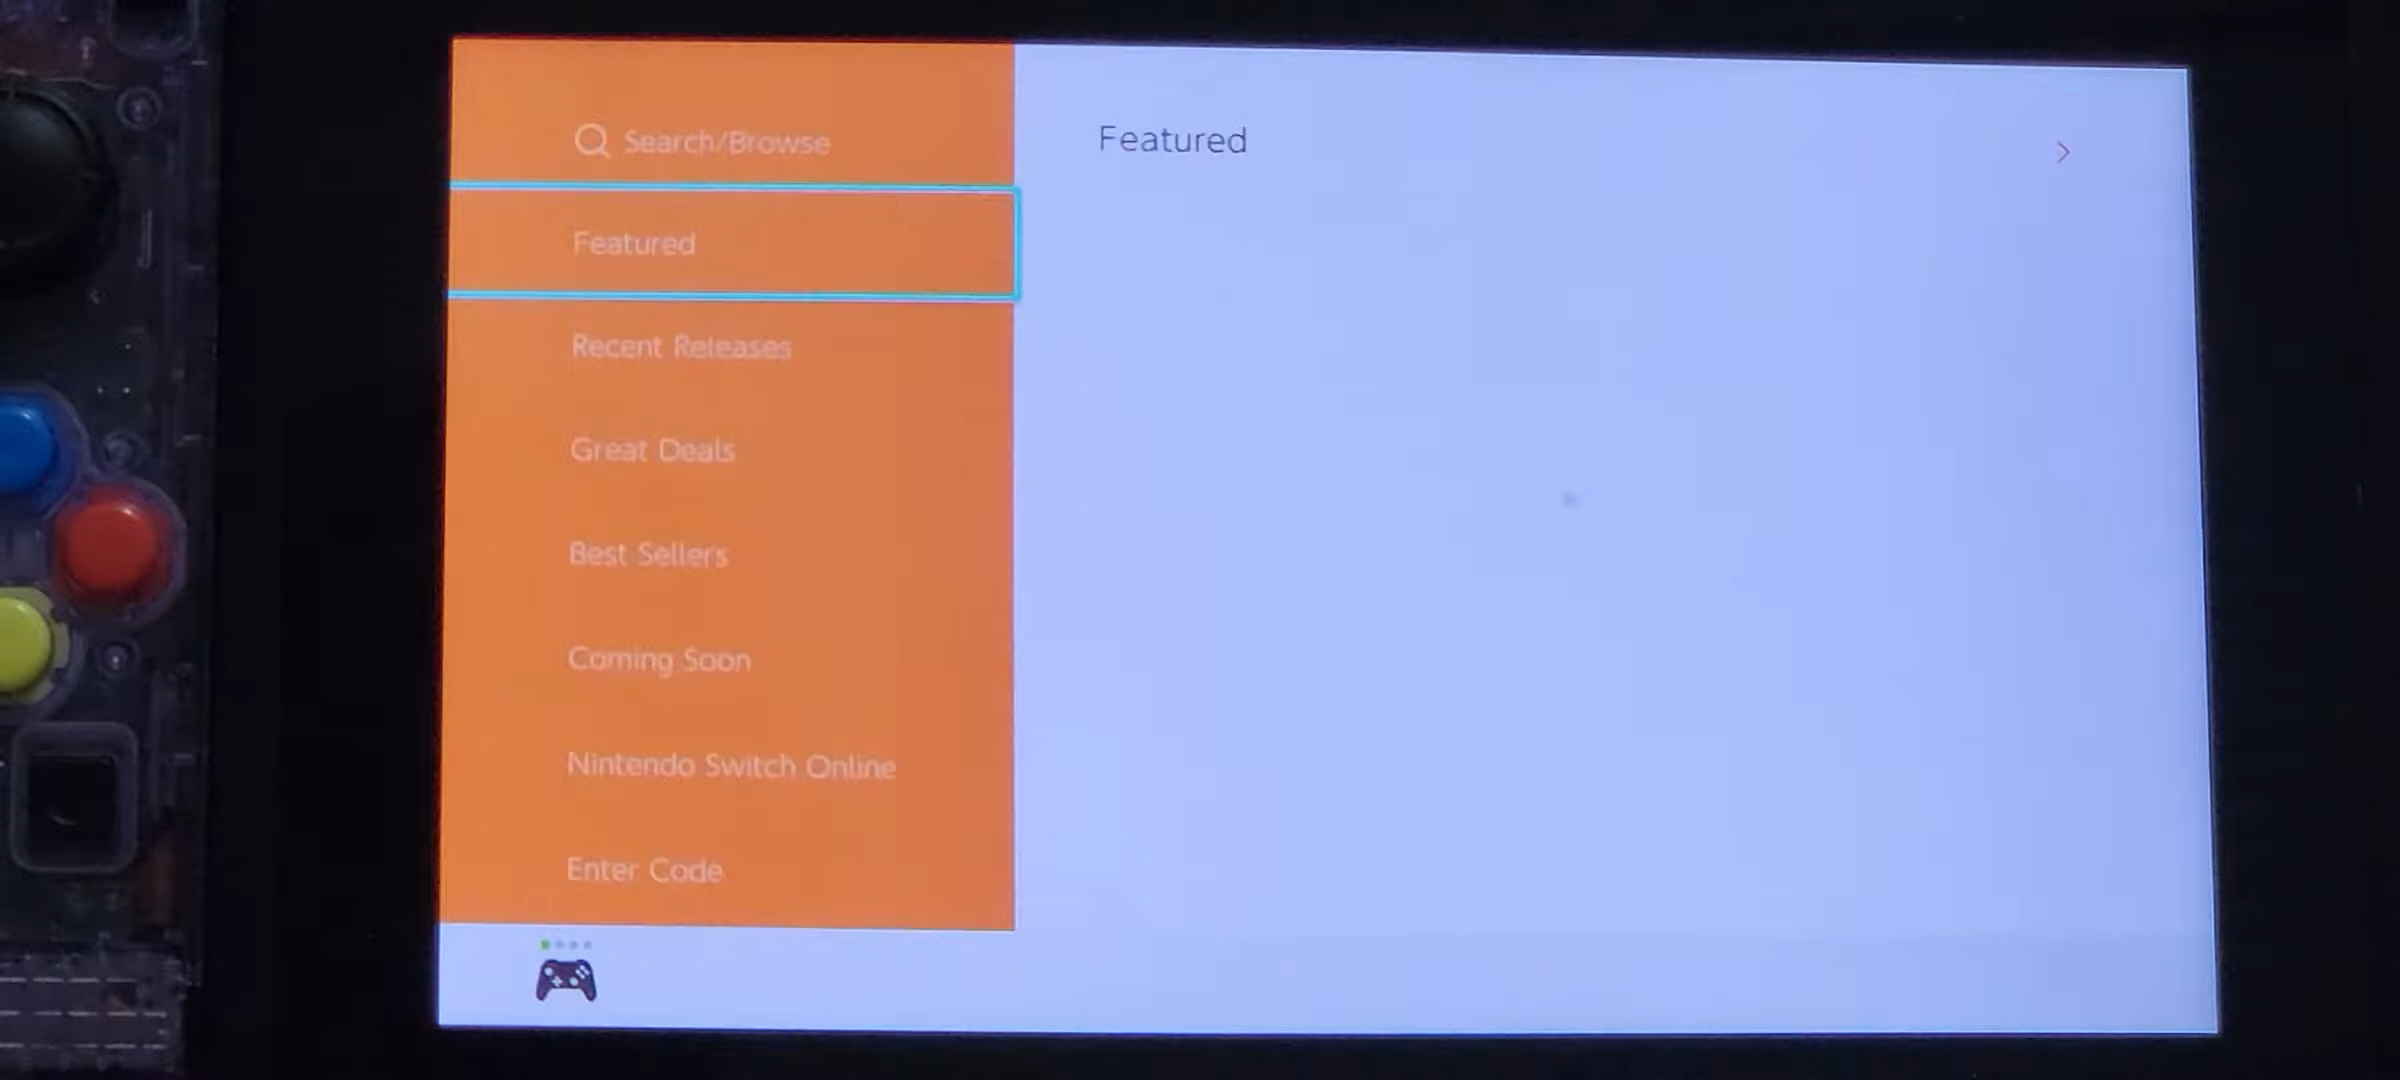 Search/Browse
Featured
Recent Releases
Great Deals
Best Sellers
Coming Soon
Nintendo Switch Online
Enter Code
Featured